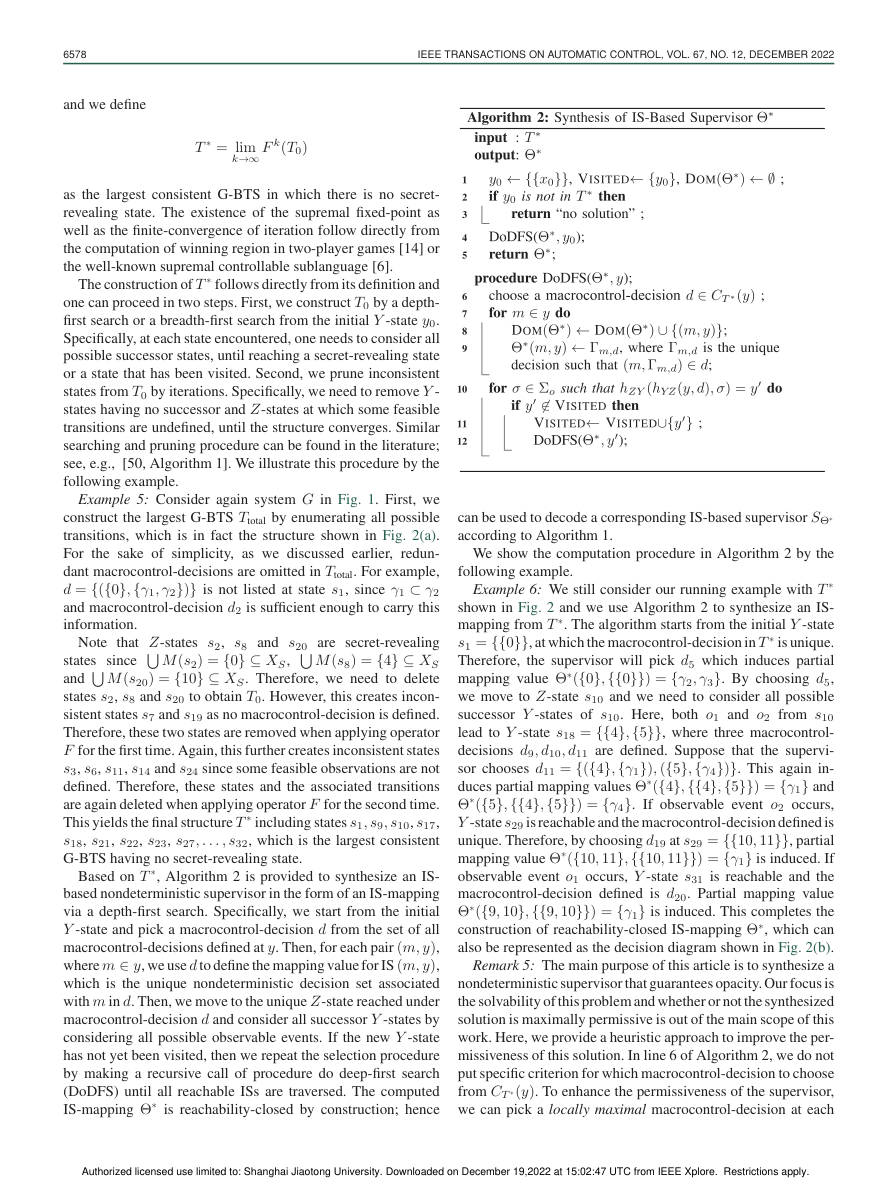 6578
IEEE TRANSACTIONS ON AUTOMATIC CONTROL, VOL. 67, NO. 12, DECEMBER 2022
and we define
T* = lim F^k(T_0)
k→∞
as the largest consistent G-BTS in which there is no secret-
revealing state. The existence of the supremal fixed-point as
well as the finite-convergence of iteration follow directly from
the computation of winning region in two-player games [14] or
the well-known supremal controllable sublanguage [6].
The construction of T* follows directly from its definition and
one can proceed in two steps. First, we construct T_0 by a depth-
first search or a breadth-first search from the initial Y-state y_0.
Specifically, at each state encountered, one needs to consider all
possible successor states, until reaching a secret-revealing state
or a state that has been visited. Second, we prune inconsistent
states from T_0 by iterations. Specifically, we need to remove Y-
states having no successor and Z-states at which some feasible
transitions are undefined, until the structure converges. Similar
searching and pruning procedure can be found in the literature;
see, e.g., [50, Algorithm 1]. We illustrate this procedure by the
following example.
Example 5: Consider again system G in Fig. 1. First, we
construct the largest G-BTS T_total by enumerating all possible
transitions, which is in fact the structure shown in Fig. 2(a).
For the sake of simplicity, as we discussed earlier, redun-
dant macrocontrol-decisions are omitted in T_total. For example,
d = {({0}, {γ_1, γ_2})} is not listed at state s_1, since γ_1 ⊂ γ_2
and macrocontrol-decision d_2 is sufficient enough to carry this
information.
Note that Z-states s_2, s_8 and s_20 are secret-revealing
states since ⋃ M(s_2) = {0} ⊆ X_S, ⋃ M(s_8) = {4} ⊆ X_S
and ⋃ M(s_20) = {10} ⊆ X_S. Therefore, we need to delete
states s_2, s_8 and s_20 to obtain T_0. However, this creates incon-
sistent states s_7 and s_19 as no macrocontrol-decision is defined.
Therefore, these two states are removed when applying operator
F for the first time. Again, this further creates inconsistent states
s_3, s_6, s_11, s_14 and s_24 since some feasible observations are not
defined. Therefore, these states and the associated transitions
are again deleted when applying operator F for the second time.
This yields the final structure T* including states s_1, s_9, s_10, s_17,
s_18, s_21, s_22, s_23, s_27, . . . , s_32, which is the largest consistent
G-BTS having no secret-revealing state.
Based on T*, Algorithm 2 is provided to synthesize an IS-
based nondeterministic supervisor in the form of an IS-mapping
via a depth-first search. Specifically, we start from the initial
Y-state and pick a macrocontrol-decision d from the set of all
macrocontrol-decisions defined at y. Then, for each pair (m, y),
where m ∈ y, we use d to define the mapping value for IS (m, y),
which is the unique nondeterministic decision set associated
with m in d. Then, we move to the unique Z-state reached under
macrocontrol-decision d and consider all successor Y-states by
considering all possible observable events. If the new Y-state
has not yet been visited, then we repeat the selection procedure
by making a recursive call of procedure do deep-first search
(DoDFS) until all reachable ISs are traversed. The computed
IS-mapping Θ* is reachability-closed by construction; hence
Algorithm 2: Synthesis of IS-Based Supervisor Θ*
input : T*
output: Θ*
1 y_0 ← {{x_0}}, VISITED← {y_0}, DOM(Θ*) ← ∅ ;
2 if y_0 is not in T* then
3 return “no solution” ;
4 DoDFS(Θ*, y_0);
5 return Θ*;
procedure DoDFS(Θ*, y);
6 choose a macrocontrol-decision d ∈ C_T*(y) ;
7 for m ∈ y do
8 DOM(Θ*) ← DOM(Θ*) ∪ {(m, y)};
9 Θ*(m, y) ← Γ_m,d, where Γ_m,d is the unique
decision such that (m, Γ_m,d) ∈ d;
10 for σ ∈ Σ_o such that h_ZY(h_YZ(y, d), σ) = y′ do
if y′ ∉ VISITED then
11 VISITED← VISITED∪{y′} ;
12 DoDFS(Θ*, y′);
can be used to decode a corresponding IS-based supervisor S_Θ*
according to Algorithm 1.
We show the computation procedure in Algorithm 2 by the
following example.
Example 6: We still consider our running example with T*
shown in Fig. 2 and we use Algorithm 2 to synthesize an IS-
mapping from T*. The algorithm starts from the initial Y-state
s_1 = {{0}}, at which the macrocontrol-decision in T* is unique.
Therefore, the supervisor will pick d_5 which induces partial
mapping value Θ*({0}, {{0}}) = {γ_2, γ_3}. By choosing d_5,
we move to Z-state s_10 and we need to consider all possible
successor Y-states of s_10. Here, both o_1 and o_2 from s_10
lead to Y-state s_18 = {{4}, {5}}, where three macrocontrol-
decisions d_9, d_10, d_11 are defined. Suppose that the supervi-
sor chooses d_11 = {({4}, {γ_1}), ({5}, {γ_4})}. This again in-
duces partial mapping values Θ*({4}, {{4}, {5}}) = {γ_1} and
Θ*({5}, {{4}, {5}}) = {γ_4}. If observable event o_2 occurs,
Y-state s_29 is reachable and the macrocontrol-decision defined is
unique. Therefore, by choosing d_19 at s_29 = {{10, 11}}, partial
mapping value Θ*({10, 11}, {{10, 11}}) = {γ_1} is induced. If
observable event o_1 occurs, Y-state s_31 is reachable and the
macrocontrol-decision defined is d_20. Partial mapping value
Θ*({9, 10}, {{9, 10}}) = {γ_1} is induced. This completes the
construction of reachability-closed IS-mapping Θ*, which can
also be represented as the decision diagram shown in Fig. 2(b).
Remark 5: The main purpose of this article is to synthesize a
nondeterministic supervisor that guarantees opacity. Our focus is
the solvability of this problem and whether or not the synthesized
solution is maximally permissive is out of the main scope of this
work. Here, we provide a heuristic approach to improve the per-
missiveness of this solution. In line 6 of Algorithm 2, we do not
put specific criterion for which macrocontrol-decision to choose
from C_T*(y). To enhance the permissiveness of the supervisor,
we can pick a locally maximal macrocontrol-decision at each
Authorized licensed use limited to: Shanghai Jiaotong University. Downloaded on December 19,2022 at 15:02:47 UTC from IEEE Xplore. Restrictions apply.